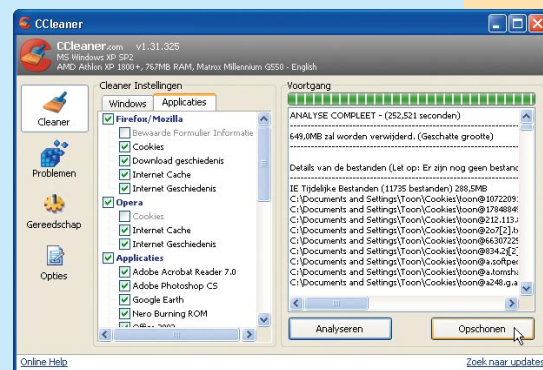 CCleaner
CCleaner.com v1.31.325
MS Windows XP SP2
AMD Athlon XP 1800+, 767MB RAM, Matrox Millennium G550 - English
Cleaner Instellingen
Windows Applicaties
Firefox/Mozilla
Bewaarde Formulier Informatie
Cookies
Download geschiedenis
Internet Cache
Internet Geschiedenis
Opera
Cookies
Internet Cache
Internet Geschiedenis
Applicaties
Adobe Acrobat Reader 7.0
Adobe Photoshop CS
Google Earth
Nero Burning ROM
Office 2003
Cleaner
Problemen
Gereedschap
Opties
Voortgang
ANALYSE COMPLEET - (252,521 seconden)
649,0MB zal worden verwijderd. (Geschatte grootte)
Details van de bestanden (Let op: Er zijn nog geen bestand
IE Tijdelijke Bestanden (11735 bestanden) 288,5MB
C:\Documents and Settings\Toon\Cookies\toon@1072209
C:\Documents and Settings\Toon\Cookies\toon@1784884
C:\Documents and Settings\Toon\Cookies\toon@212.113.
C:\Documents and Settings\Toon\Cookies\toon@2o7[2].t
C:\Documents and Settings\Toon\Cookies\toon@6630722
C:\Documents and Settings\Toon\Cookies\toon@834.2[2]
C:\Documents and Settings\Toon\Cookies\toon@a.softpe
C:\Documents and Settings\Toon\Cookies\toon@a.tomsha
C:\Documents and Settings\Toon\Cookies\toon@a248.g.a
Analyseren
Opschonen
Online Help
Zoek naar updates